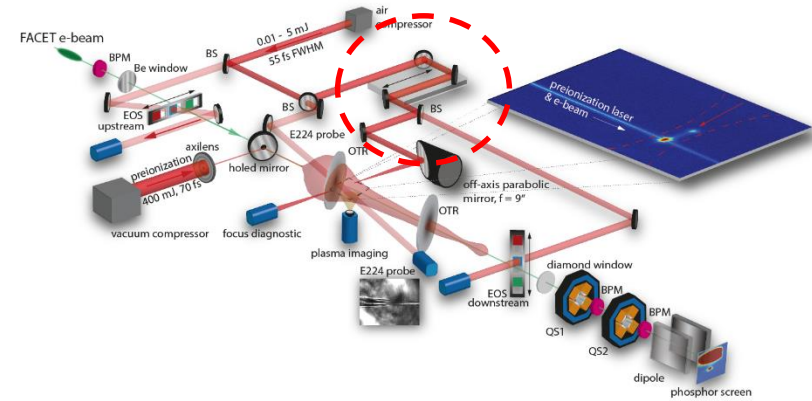 air
compressor
0.01 - 5 mJ
55 fs FWHM
FACET e-beam
BPM
Be window
BS
EOS
upstream
BS
E224 probe
BS
OTR
preionization laser
& e-beam
axilens
preionization
400 mJ, 70 fs
holed mirror
vacuum compressor
focus diagnostic
plasma imaging
off-axis parabolic
mirror, f = 9"
OTR
E224 probe
EOS
downstream
diamond window
BPM
QS1
BPM
QS2
dipole
phosphor screen